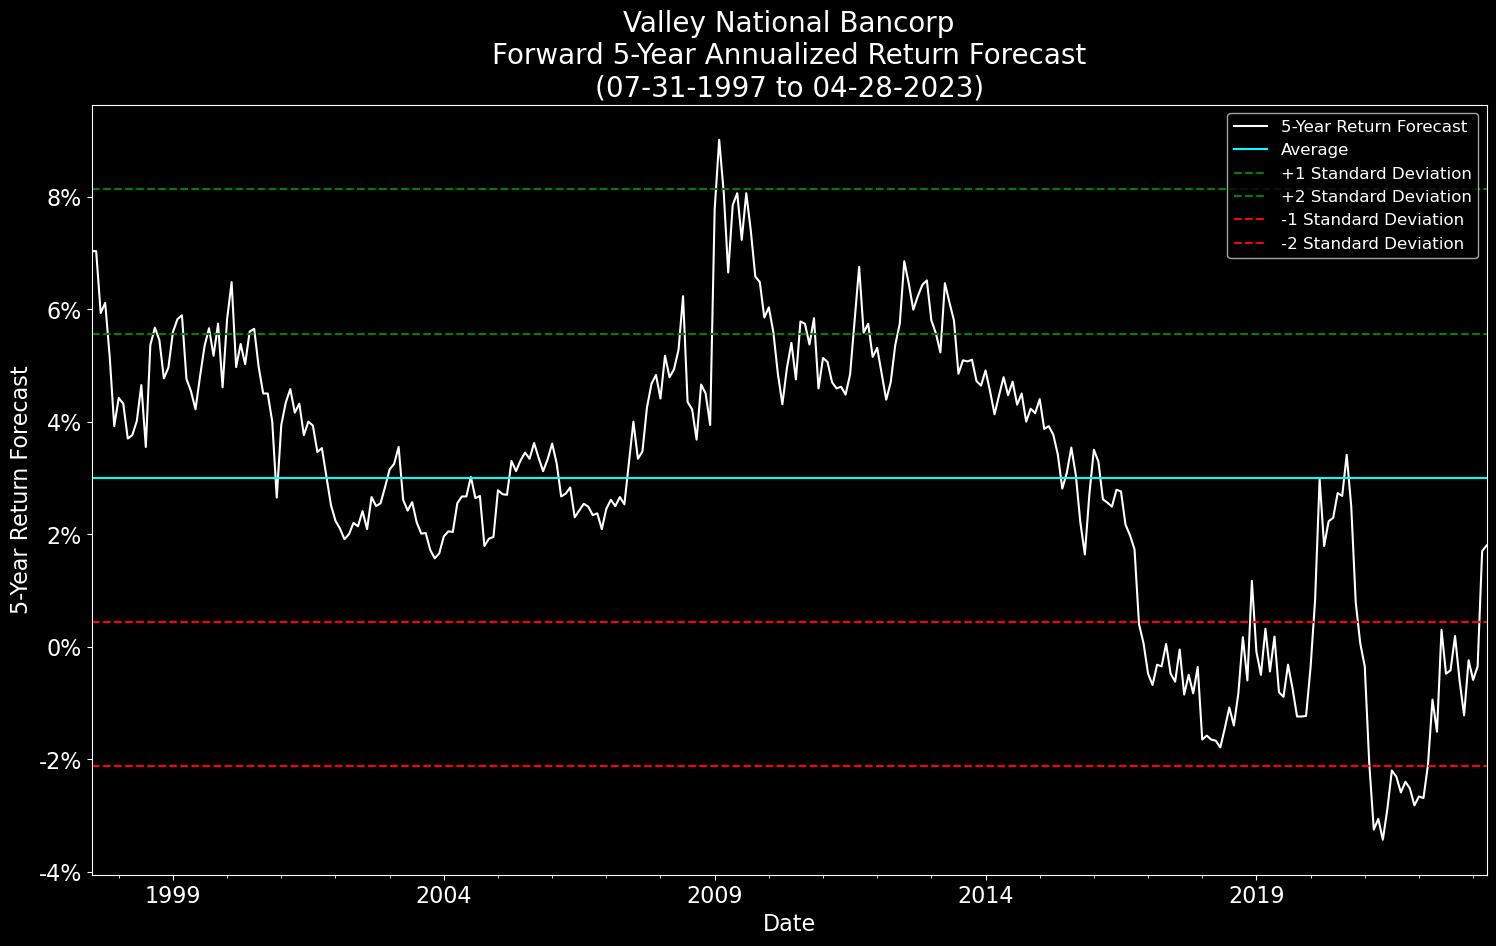 Valley National Bancorp
Forward 5-Year Annualized Return Forecast
(07-31-1997 to 04-28-2023)
5-Year Return Forecast
Average
+1 Standard Deviation
+2 Standard Deviation
-1 Standard Deviation
-2 Standard Deviation
5-Year Return Forecast
8%
6%
4%
2%
0%
-2%
-4%
1999 2004 2009 2014 2019
Date